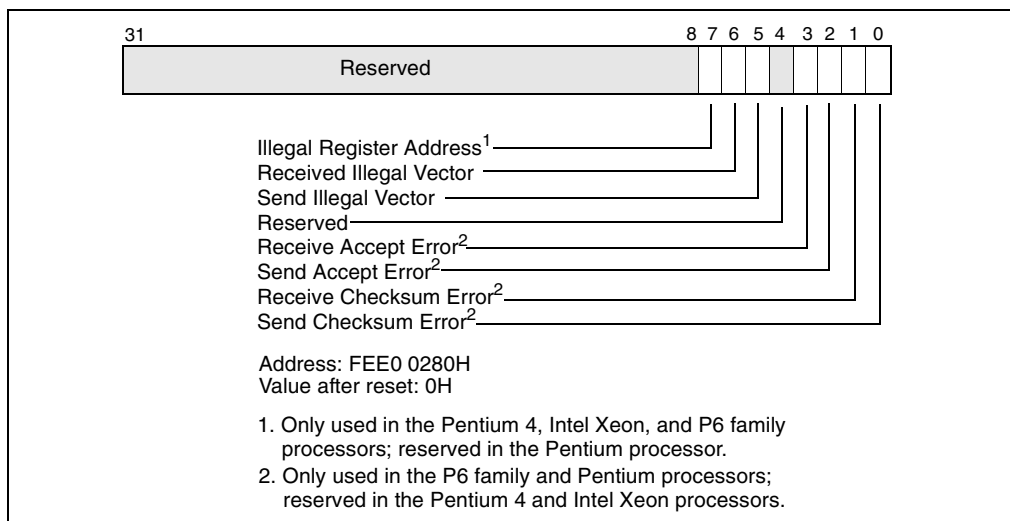 31 8 7 6 5 4 3 2 1 0
Reserved
Illegal Register Address1
Received Illegal Vector
Send Illegal Vector
Reserved
Receive Accept Error2
Send Accept Error2
Receive Checksum Error2
Send Checksum Error2
Address: FEE0 0280H
Value after reset: 0H
1. Only used in the Pentium 4, Intel Xeon, and P6 family
processors; reserved in the Pentium processor.
2. Only used in the P6 family and Pentium processors;
reserved in the Pentium 4 and Intel Xeon processors.